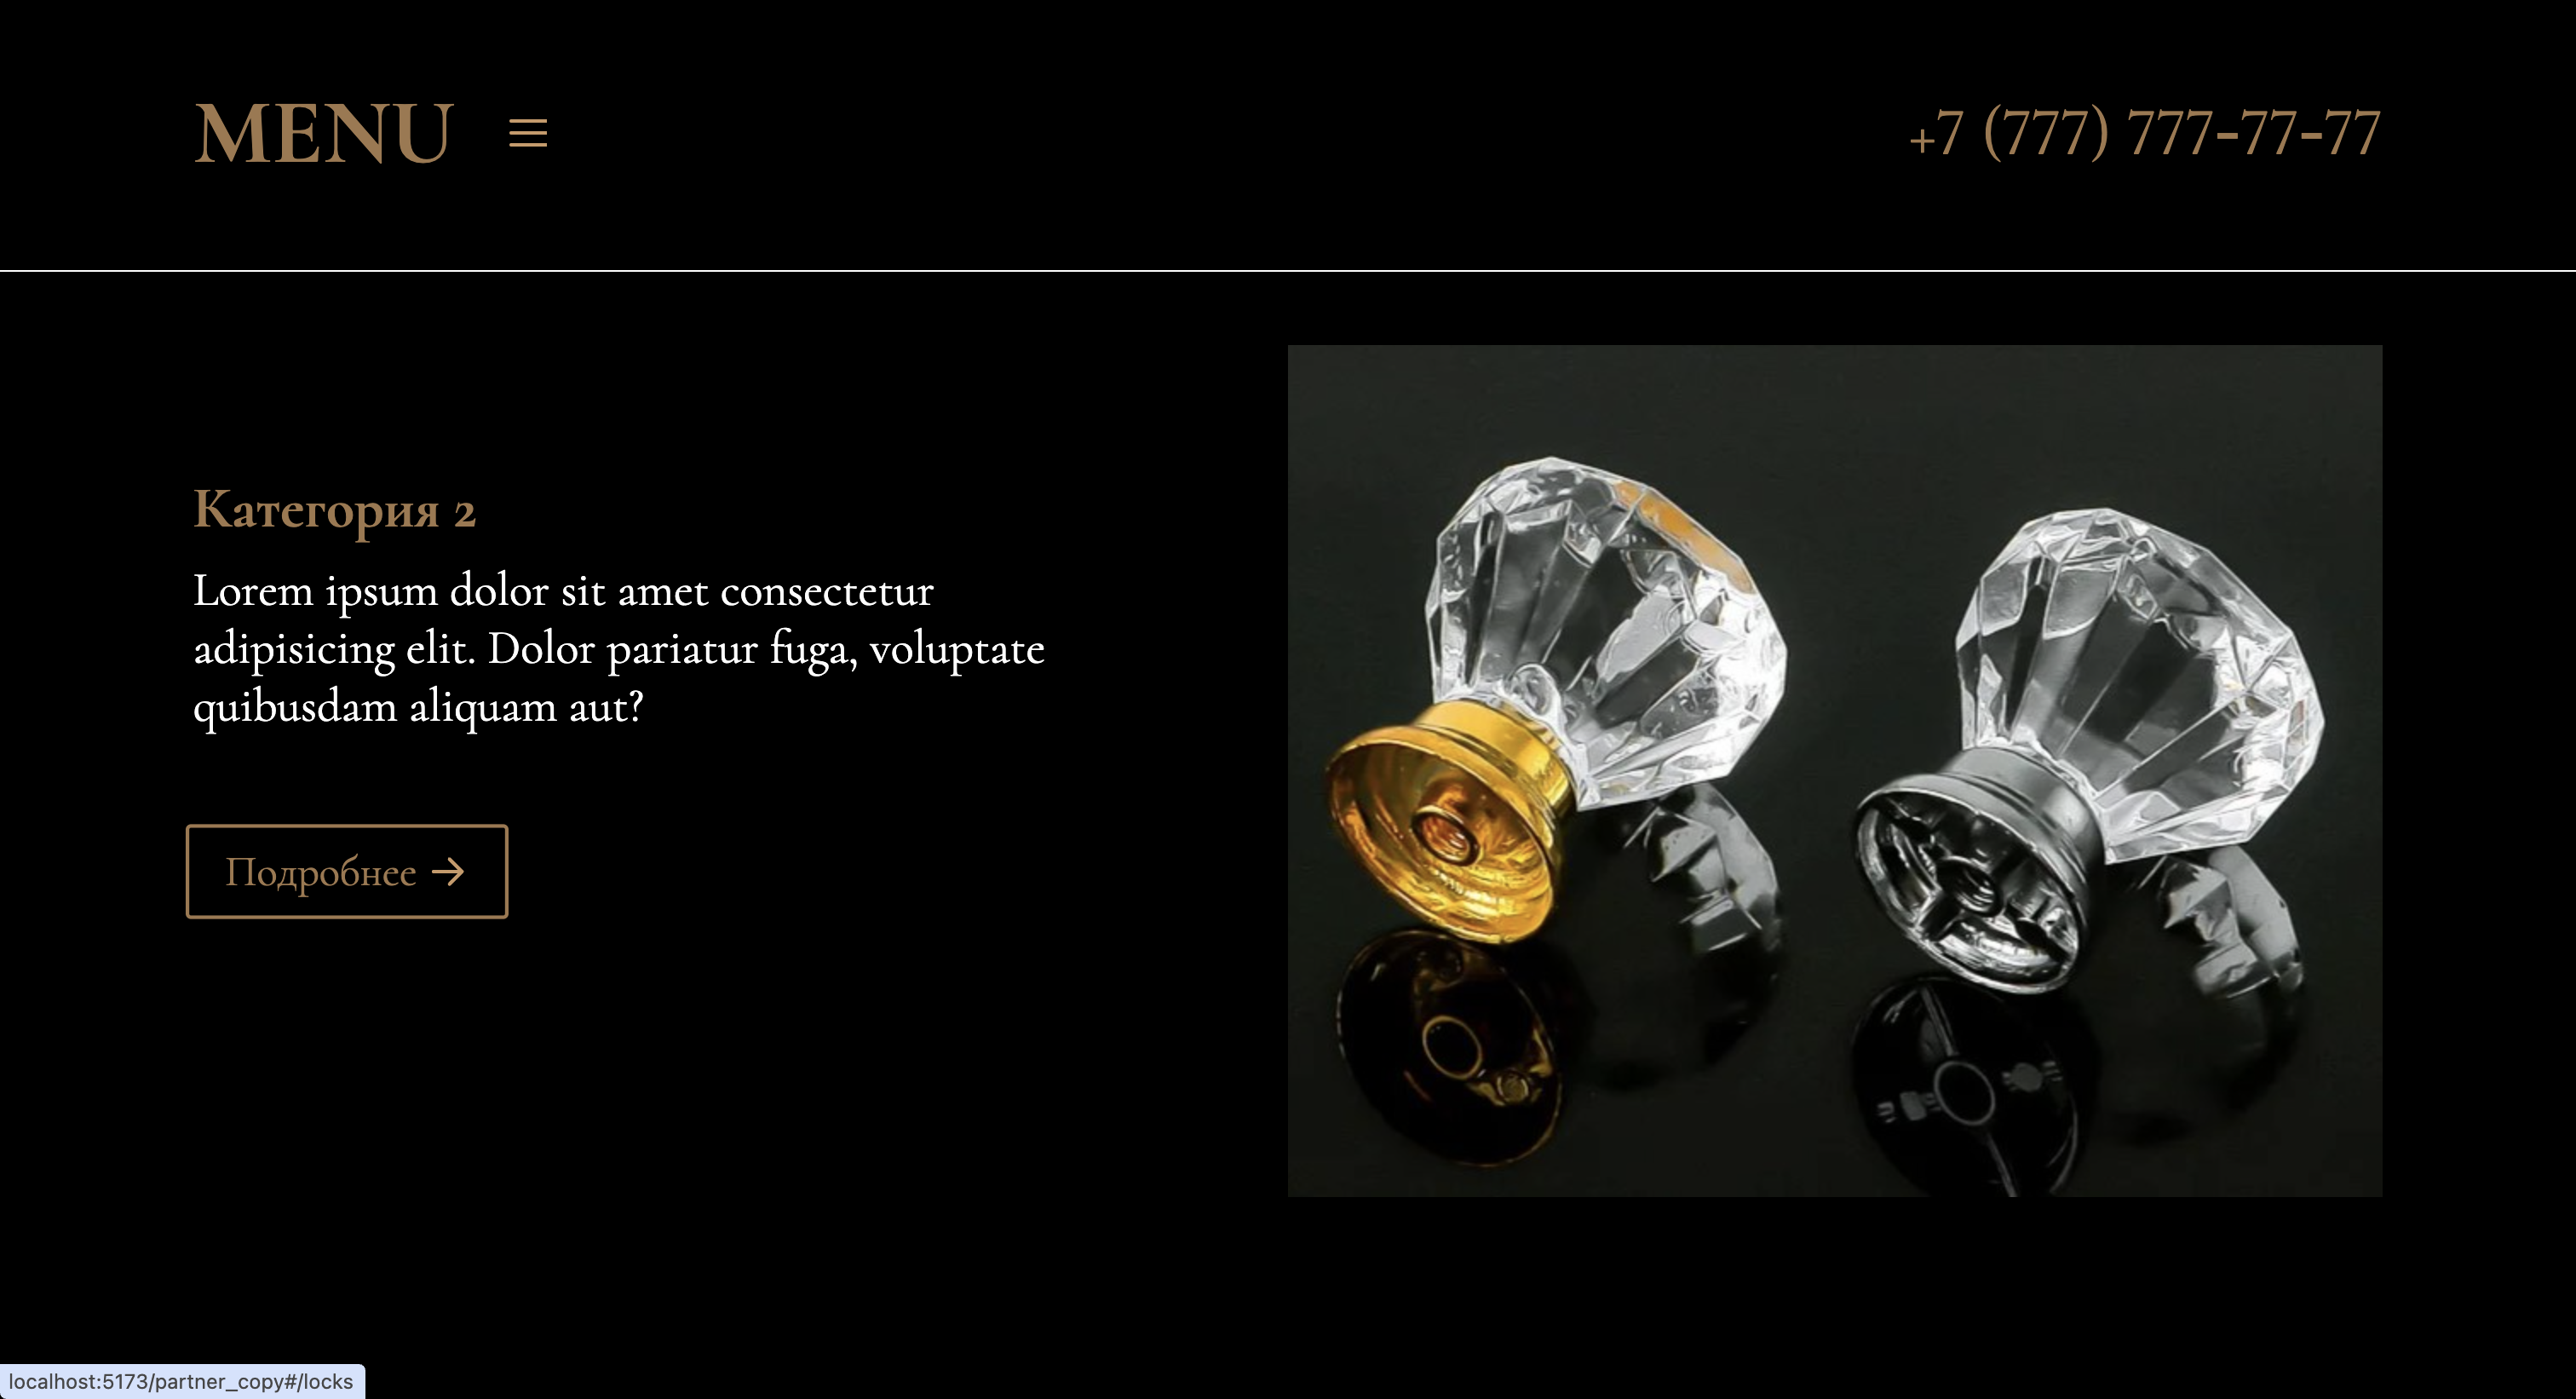 MENU
+7 (777) 777-77-77
Категория 2
Lorem ipsum dolor sit amet consectetur
adipisicing elit. Dolor pariatur fuga, voluptate
quibusdam aliquam aut?
Подробнее →
localhost:5173/partner_copy#/locks